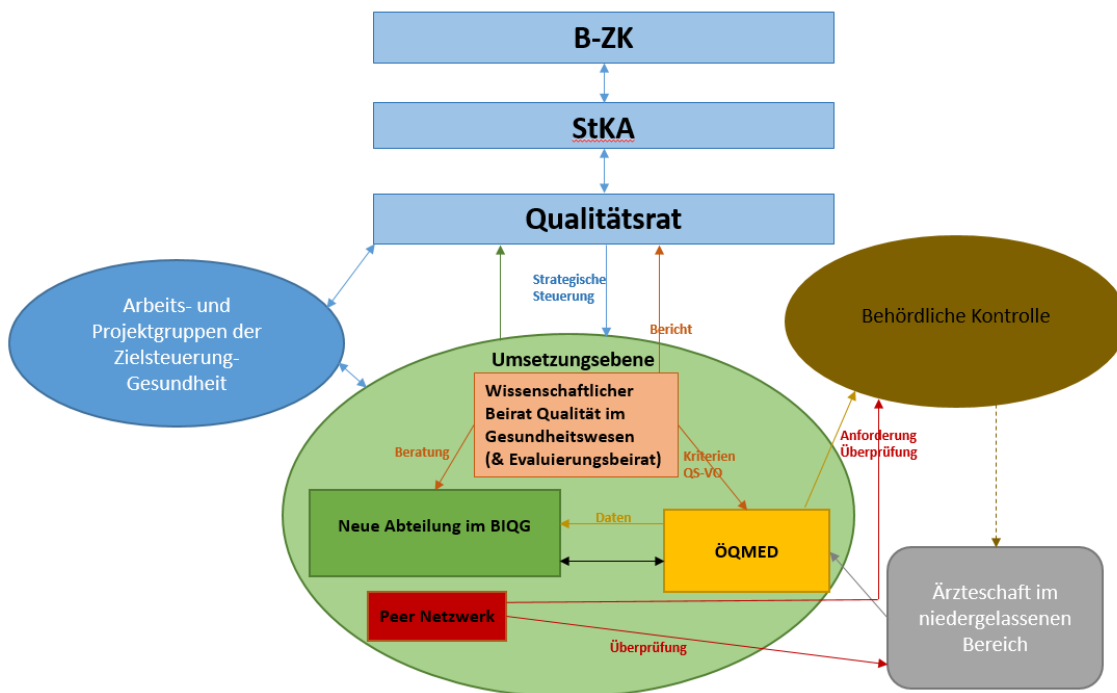 B-ZK
StKA
Qualitätsrat
Strategische
Steuerung
Bericht
Arbeits- und
Projektgruppen der
Zielsteuerung-
Gesundheit
Behördliche Kontrolle
Umsetzungsebene
Wissenschaftlicher
Beirat Qualität im
Gesundheitswesen
(& Evaluierungsbeirat)
Beratung
Kriterien
QS-VO
Anforderung
Überprüfung
Neue Abteilung im BIQG
Daten
ÖQMED
Peer Netzwerk
Überprüfung
Ärzteschaft im
niedergelassenen
Bereich